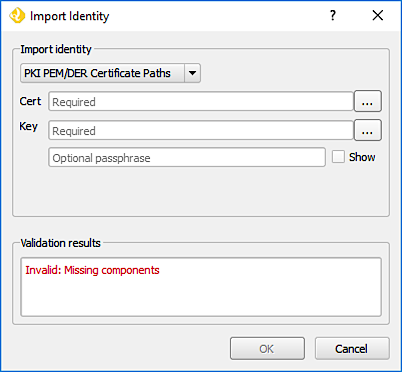 Import Identity
Import identity
PKI PEM/DER Certificate Paths
Cert Required ...
Key Required ...
Optional passphrase Show
Validation results
Invalid: Missing components
OK Cancel